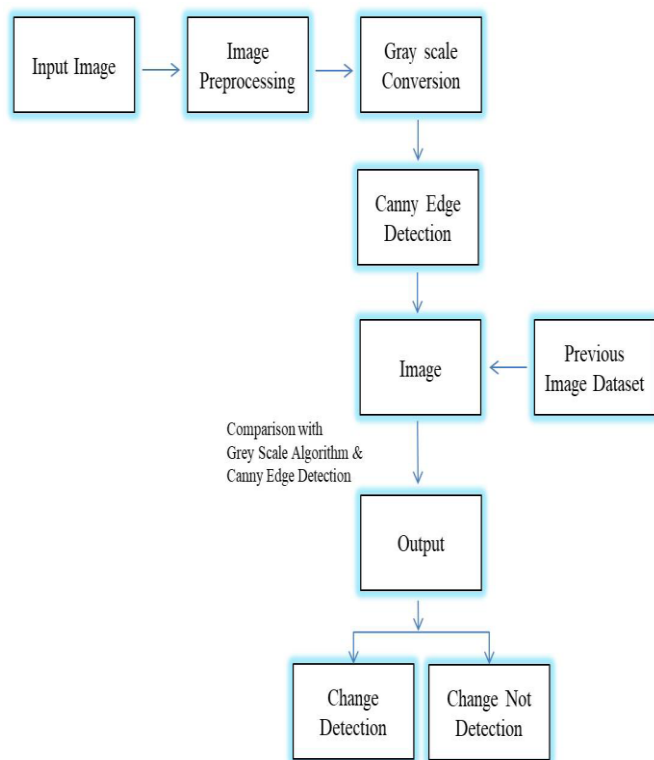 Input Image
Image
Preprocessing
Gray scale
Conversion
Canny Edge
Detection
Image
Previous
Image Dataset
Comparison with
Grey Scale Algorithm &
Canny Edge Detection
Output
Change
Detection
Change Not
Detection